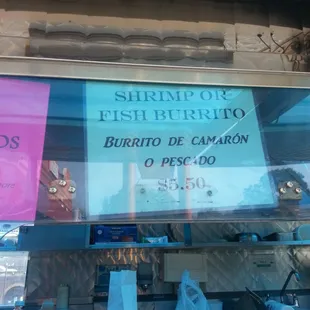 SHRIMP OR
FISH BURRITO
BURRITO DE CAMARÓN
O PESCADO
$5.50
OS